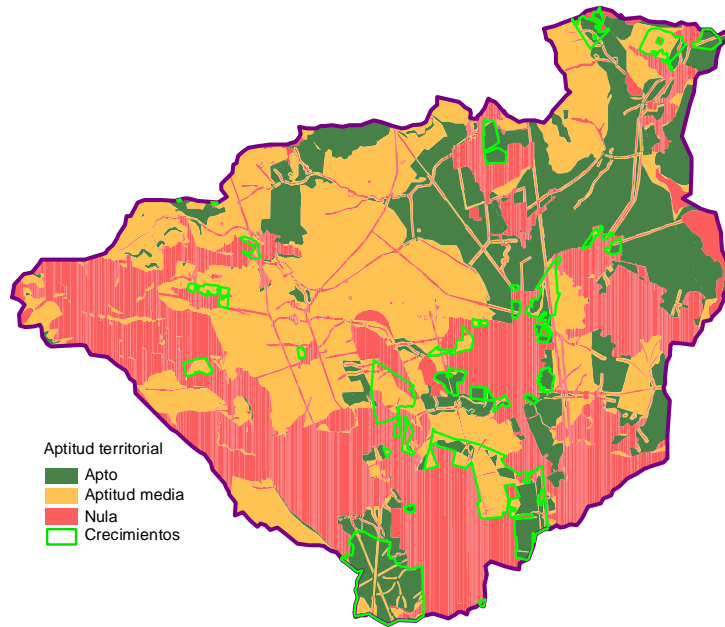 Aptitud territorial
Apto
Aptitud media
Nula
Crecimientos